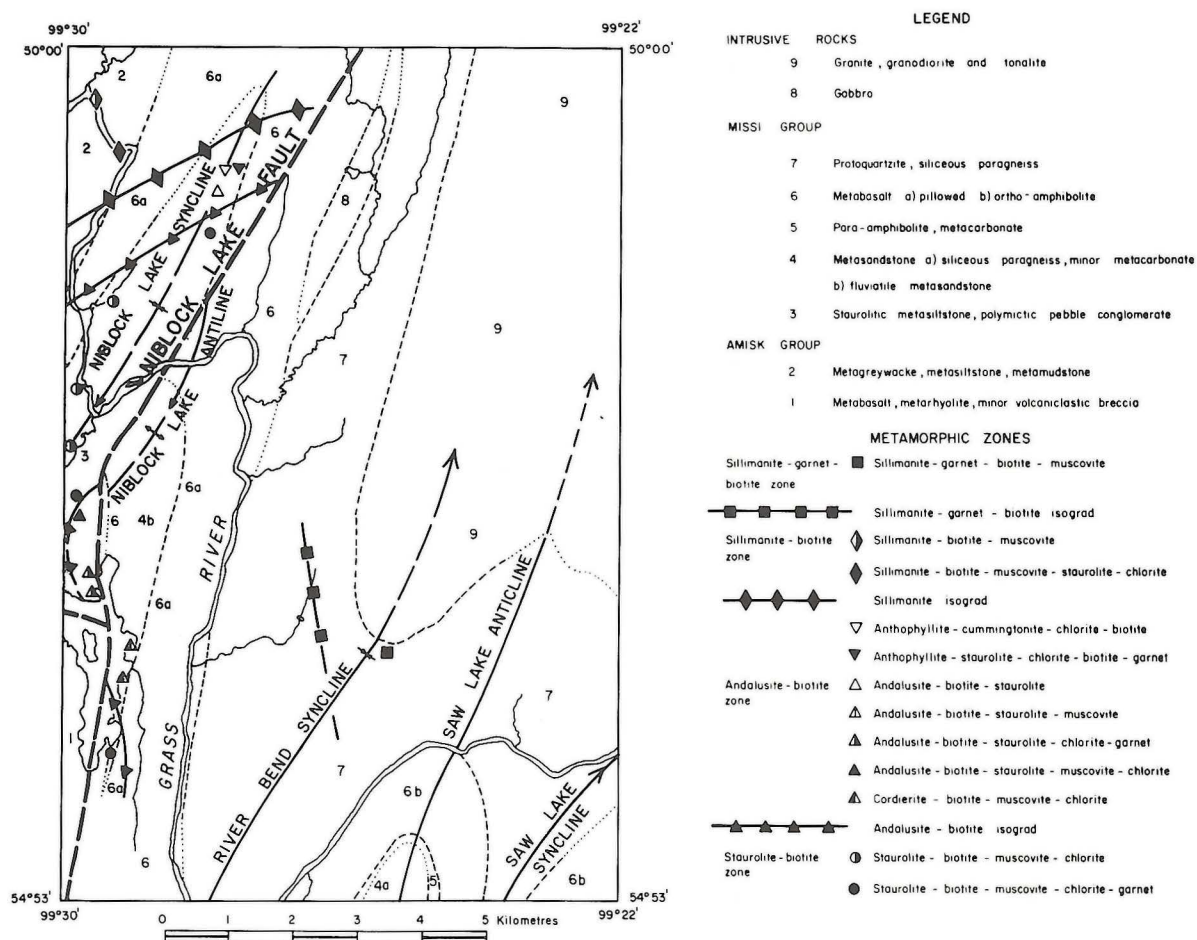 99°30'
99°22'
50°00'
50°00'
2
6a
9
6
2
6a
8
FAULT
SYNCLINE
LAKE
LAKE
NIBLOCK
NIBLOCK
ANTILINE
6
9
7
LAKE
NIBLOCK
3
6a
6
4b
RIVER
9
6a
SAW LAKE ANTICLINE
RIVER BEND SYNCLINE
7
1
GRASS
7
6a
6b
SAW LAKE
SYNCLINE
6
4a
5
6b
54°53'
54°53'
99°30'
99°22'
0 1 2 3 4 5 Kilometres
LEGEND
INTRUSIVE ROCKS
9 Granite, granodiorite and tonalite
8 Gabbro
MISSI GROUP
7 Protoquartzite, siliceous paragneiss
6 Metabasalt a) pillowed b) ortho-amphibolite
5 Para-amphibolite, metacarbonate
4 Metasandstone a) siliceous paragneiss, minor metacarbonate
b) fluviatile metasandstone
3 Staurolitic metasiltstone, polymictic pebble conglomerate
AMISK GROUP
2 Metagreywacke, metasiltstone, metamudstone
1 Metabasalt, metarhyolite, minor volcaniclastic breccia
METAMORPHIC ZONES
Sillimanite-garnet- Sillimanite-garnet-biotite-muscovite
biotite zone
Sillimanite-garnet-biotite isograd
Sillimanite-biotite Sillimanite-biotite-muscovite
zone
Sillimanite-biotite-muscovite-staurolite-chlorite
Sillimanite isograd
Anthophyllite-cummingtonite-chlorite-biotite
Anthophyllite-staurolite-chlorite-biotite-garnet
Andalusite-biotite Andalusite-biotite-staurolite
zone
Andalusite-biotite-staurolite-muscovite
Andalusite-biotite-staurolite-chlorite-garnet
Andalusite-biotite-staurolite-muscovite-chlorite
Cordierite-biotite-muscovite-chlorite
Andalusite-biotite isograd
Staurolite-biotite Staurolite-biotite-muscovite-chlorite
zone
Staurolite-biotite-muscovite-chlorite-garnet